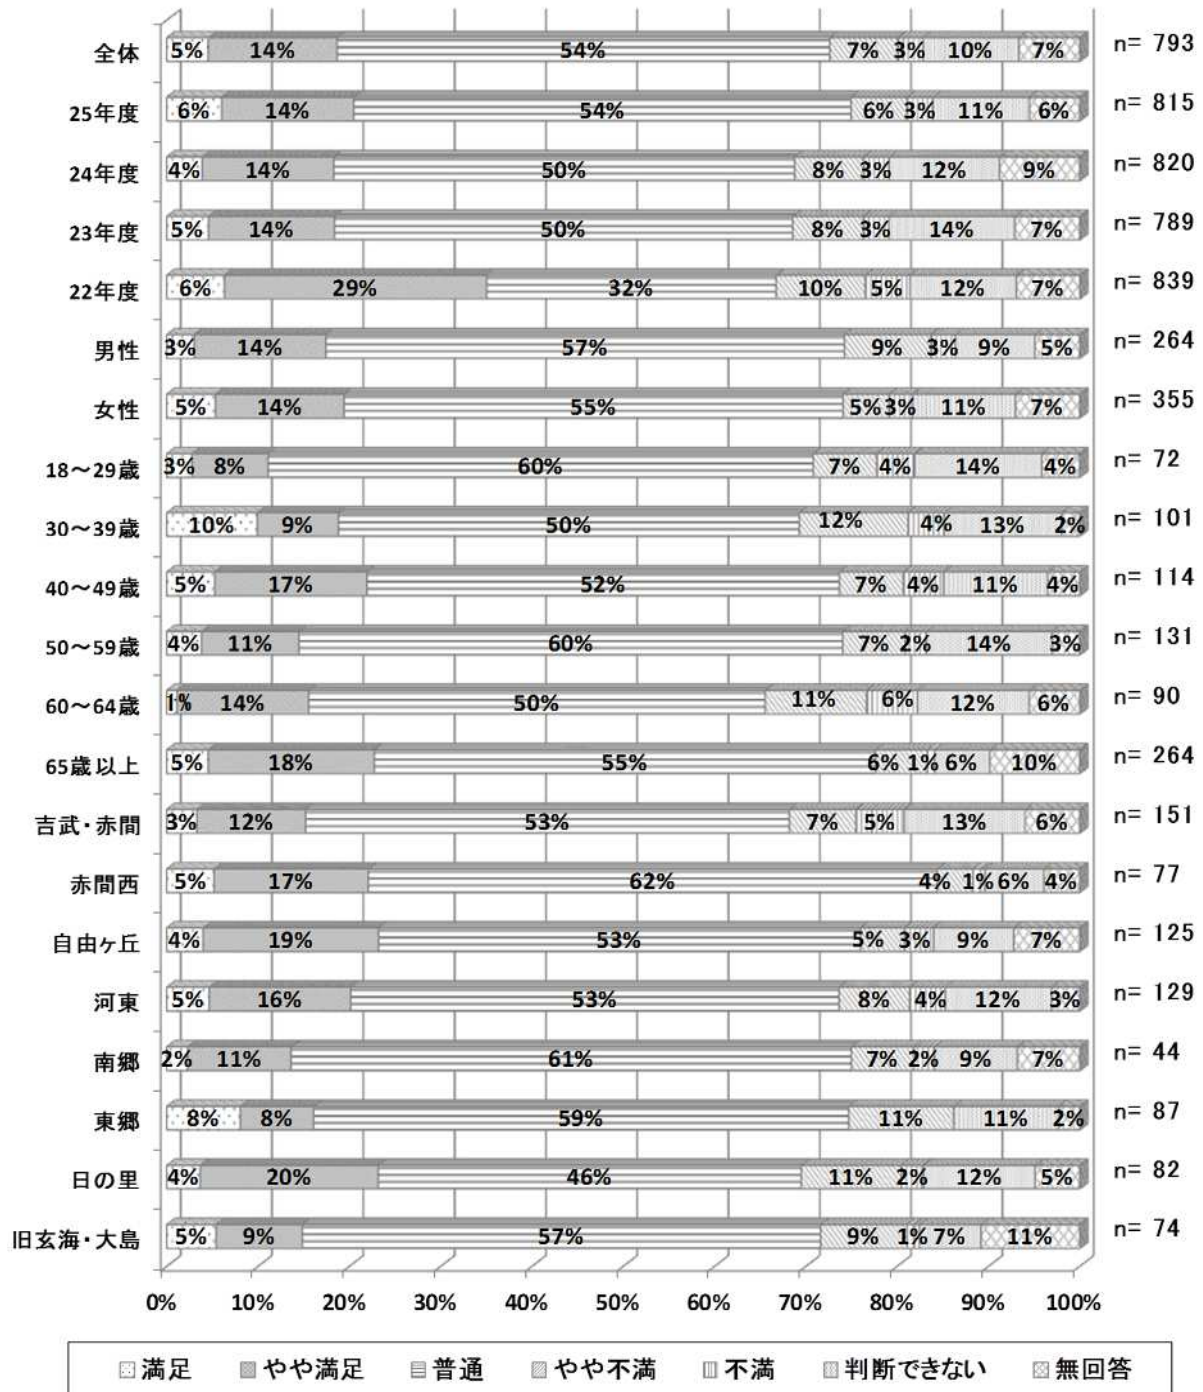 全体 5% 14% 54% 7% 3% 10% 7% n= 793
25年度 6% 14% 54% 6% 3% 11% 6% n= 815
24年度 4% 14% 50% 8% 3% 12% 9% n= 820
23年度 5% 14% 50% 8% 3% 14% 7% n= 789
22年度 6% 29% 32% 10% 5% 12% 7% n= 839
男性 3% 14% 57% 9% 3% 9% 5% n= 264
女性 5% 14% 55% 5% 3% 11% 7% n= 355
18～29歳 3% 8% 60% 7% 4% 14% 4% n= 72
30～39歳 10% 9% 50% 12% 4% 13% 2% n= 101
40～49歳 5% 17% 52% 7% 4% 11% 4% n= 114
50～59歳 4% 11% 60% 7% 2% 14% 3% n= 131
60～64歳 1% 14% 50% 11% 6% 12% 6% n= 90
65歳以上 5% 18% 55% 6% 1% 6% 10% n= 264
吉武・赤間 3% 12% 53% 7% 5% 13% 6% n= 151
赤間西 5% 17% 62% 4% 1% 6% 4% n= 77
自由ヶ丘 4% 19% 53% 5% 3% 9% 7% n= 125
河東 5% 16% 53% 8% 4% 12% 3% n= 129
南郷 2% 11% 61% 7% 2% 9% 7% n= 44
東郷 8% 8% 59% 11% 11% 2% n= 87
日の里 4% 20% 46% 11% 2% 12% 5% n= 82
旧玄海・大島 5% 9% 57% 9% 1% 7% 11% n= 74
0% 10% 20% 30% 40% 50% 60% 70% 80% 90% 100%
満足 やや満足 普通 やや不満 不満 判断できない 無回答